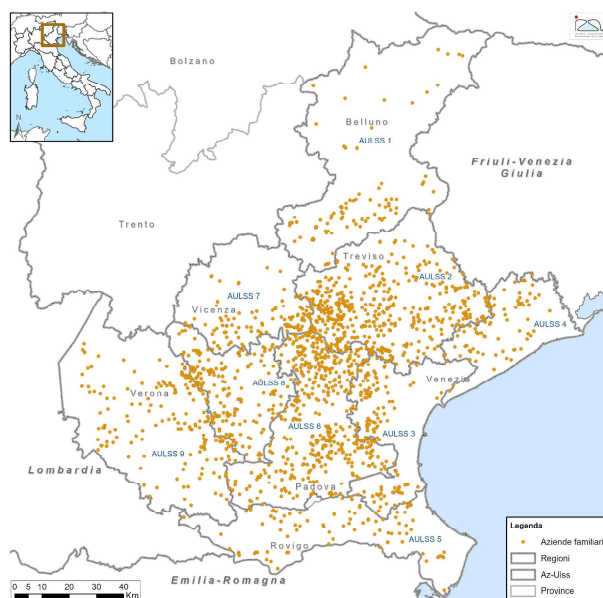 N
Bolzano
Belluno
AULSS 1
Friuli-Venezia
Giulia
Trento
Treviso
AULSS 2
AULSS 7
Vicenza
AULSS 4
Venezia
AULSS 8
Verona
AULSS 6
AULSS 3
AULSS 9
Lombardia
Padova
AULSS 5
Rovigo
Emilia-Romagna
Legenda
Aziende familiari
Regioni
Az-Ulss
Province
0 5 10 20 30 40
Km